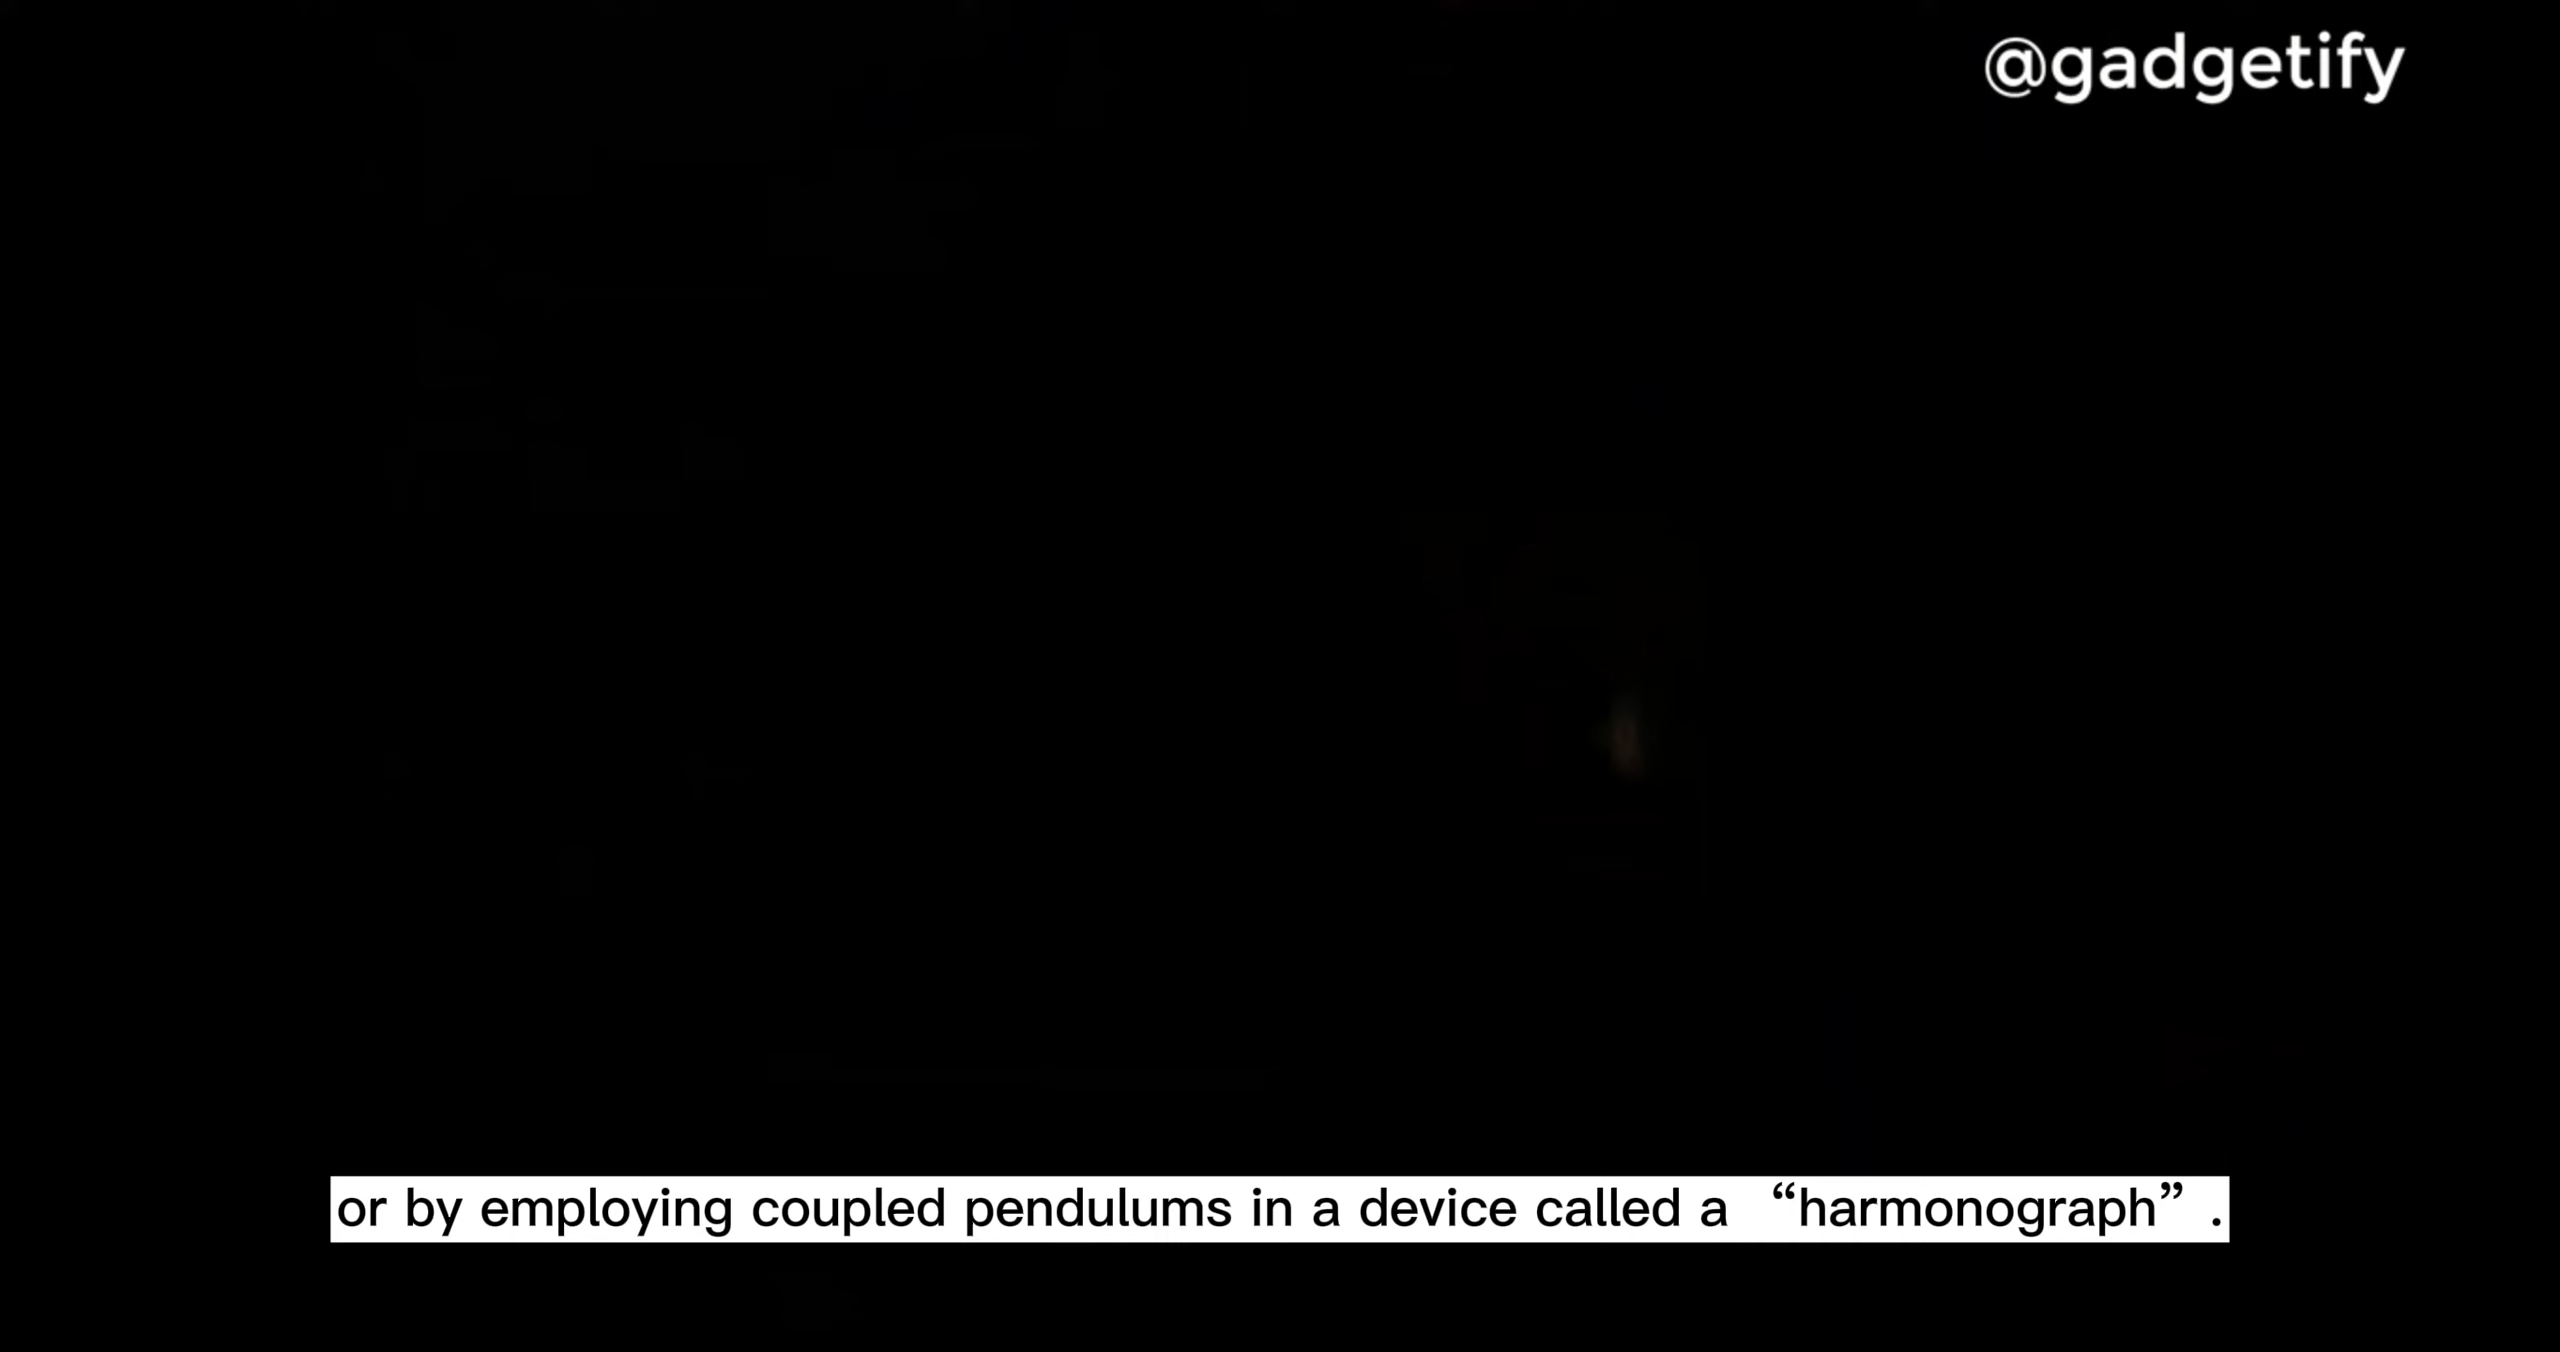 @gadgetify
or by employing coupled pendulums in a device called a “harmonograph” .